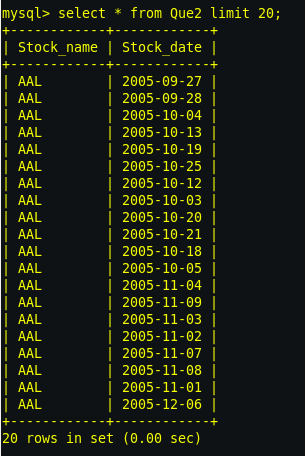 mysql> select * from Que2 limit 20;
+------------+------------+
| Stock_name | Stock_date |
+------------+------------+
| AAL        | 2005-09-27 |
| AAL        | 2005-09-28 |
| AAL        | 2005-10-04 |
| AAL        | 2005-10-13 |
| AAL        | 2005-10-19 |
| AAL        | 2005-10-25 |
| AAL        | 2005-10-12 |
| AAL        | 2005-10-03 |
| AAL        | 2005-10-20 |
| AAL        | 2005-10-21 |
| AAL        | 2005-10-18 |
| AAL        | 2005-10-05 |
| AAL        | 2005-11-04 |
| AAL        | 2005-11-09 |
| AAL        | 2005-11-03 |
| AAL        | 2005-11-02 |
| AAL        | 2005-11-07 |
| AAL        | 2005-11-08 |
| AAL        | 2005-11-01 |
| AAL        | 2005-12-06 |
+------------+------------+
20 rows in set (0.00 sec)